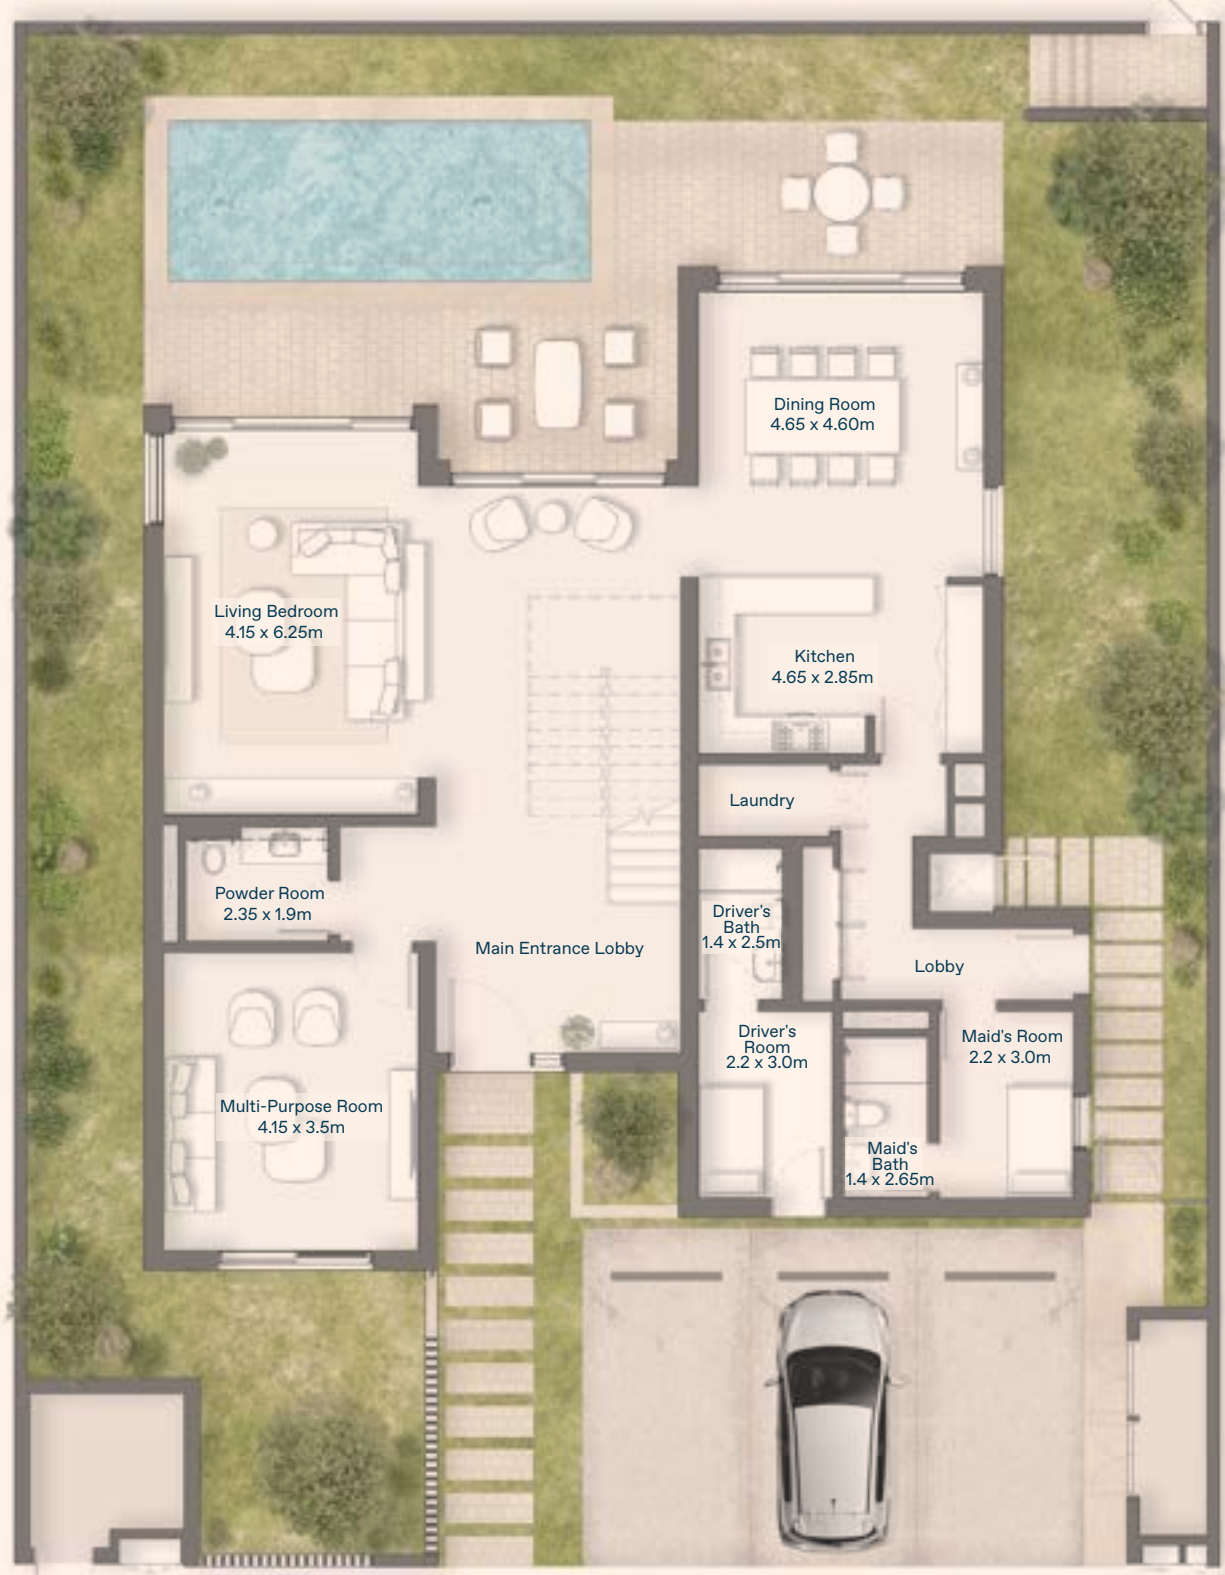 Dining Room
4.65 x 4.60m
Living Bedroom
4.15 x 6.25m
Kitchen
4.65 x 2.85m
Laundry
Powder Room
2.35 x 1.9m
Driver's
Bath
1.4 x 2.5m
Main Entrance Lobby
Lobby
Driver's
Room
2.2 x 3.0m
Maid's Room
2.2 x 3.0m
Multi-Purpose Room
4.15 x 3.5m
Maid's
Bath
1.4 x 2.65m